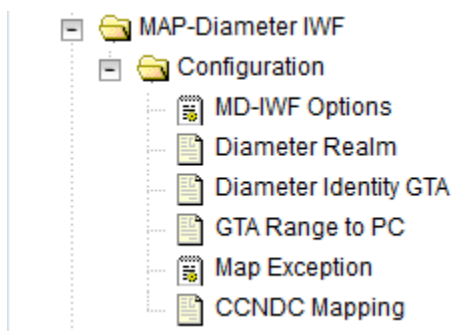 MAP-Diameter IWF
Configuration
MD-IWF Options
Diameter Realm
Diameter Identity GTA
GTA Range to PC
Map Exception
CCNDC Mapping